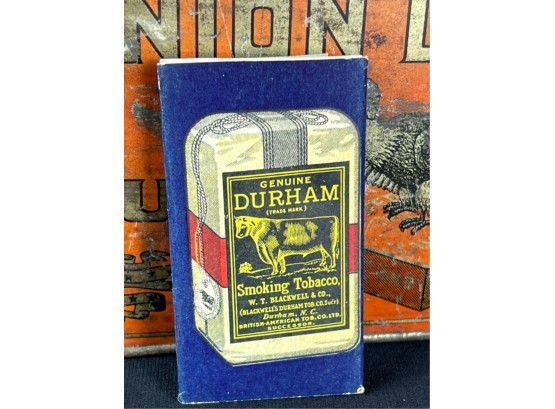 NION L
GENUINE
DURHAM
(TRADE MARK)
Smoking Tobacco,
W. T. BLACKWELL & CO.,
(BLACKWELL'S DURHAM TOB. CO. Suc'r)
Durham, N. C.
BRITISH-AMERICAN TOB. CO. LTD.
SUCCESSOR.